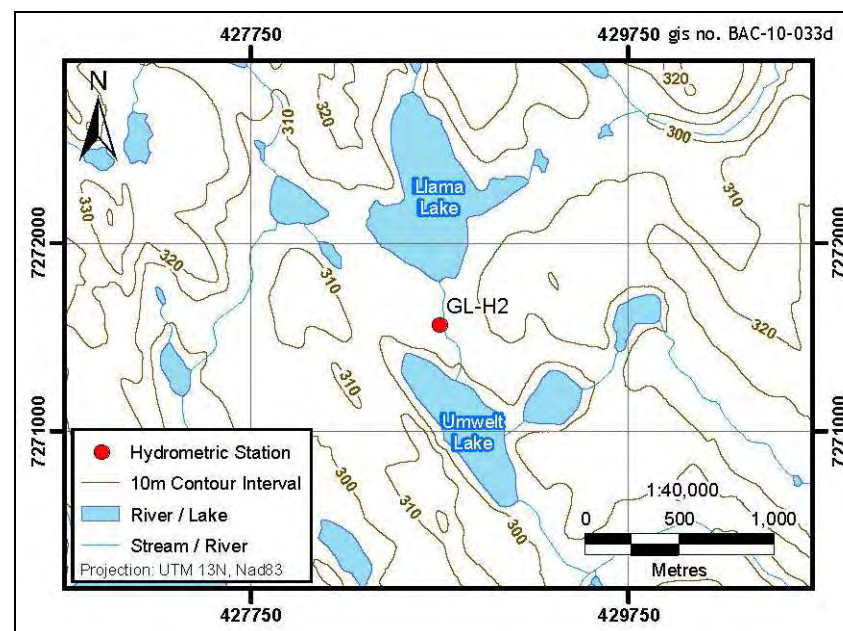 427750
429750
gis no. BAC-10-033d
N
320
300
310
320
310
330
320
Llama
Lake
310
7272000
7272000
310
GL-H2
320
310
7271000
7271000
Umwelt
Lake
300
310
300
Hydrometric Station
10m Contour Interval
River / Lake
Stream / River
Projection: UTM 13N, Nad83
1:40,000
0 500 1,000
Metres
427750
429750